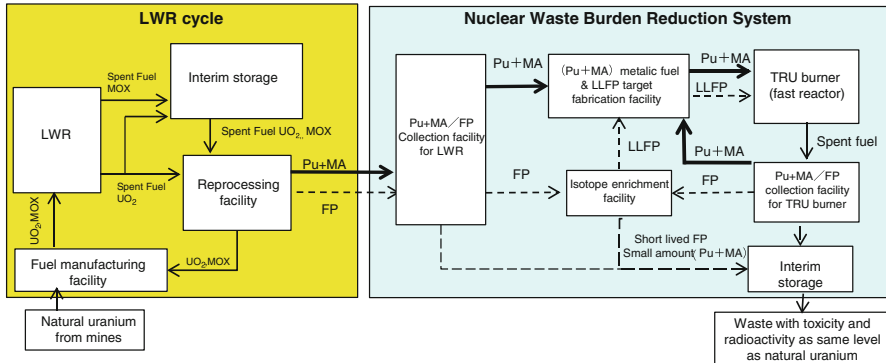 LWR cycle
Nuclear Waste Burden Reduction System
Spent Fuel
MOX
Interim storage
LWR
Spent Fuel UO2, MOX
Spent Fuel
UO2
Reprocessing
facility
Pu+MA
FP
UO2,MOX
UO2,MOX
Fuel manufacturing
facility
Natural uranium
from mines
Pu+MA／FP
Collection facility
for LWR
Pu＋MA
(Pu＋MA) metalic fuel
& LLFP target
fabrication facility
Pu＋MA
LLFP
TRU burner
(fast reactor)
Spent fuel
LLFP
Pu＋MA
FP
Isotope enrichment
facility
FP
Pu+MA／FP
collection facility
for TRU burner
Short lived FP
Small amount(Pu＋MA)
Interim
storage
Waste with toxicity and
radioactivity as same level
as natural uranium